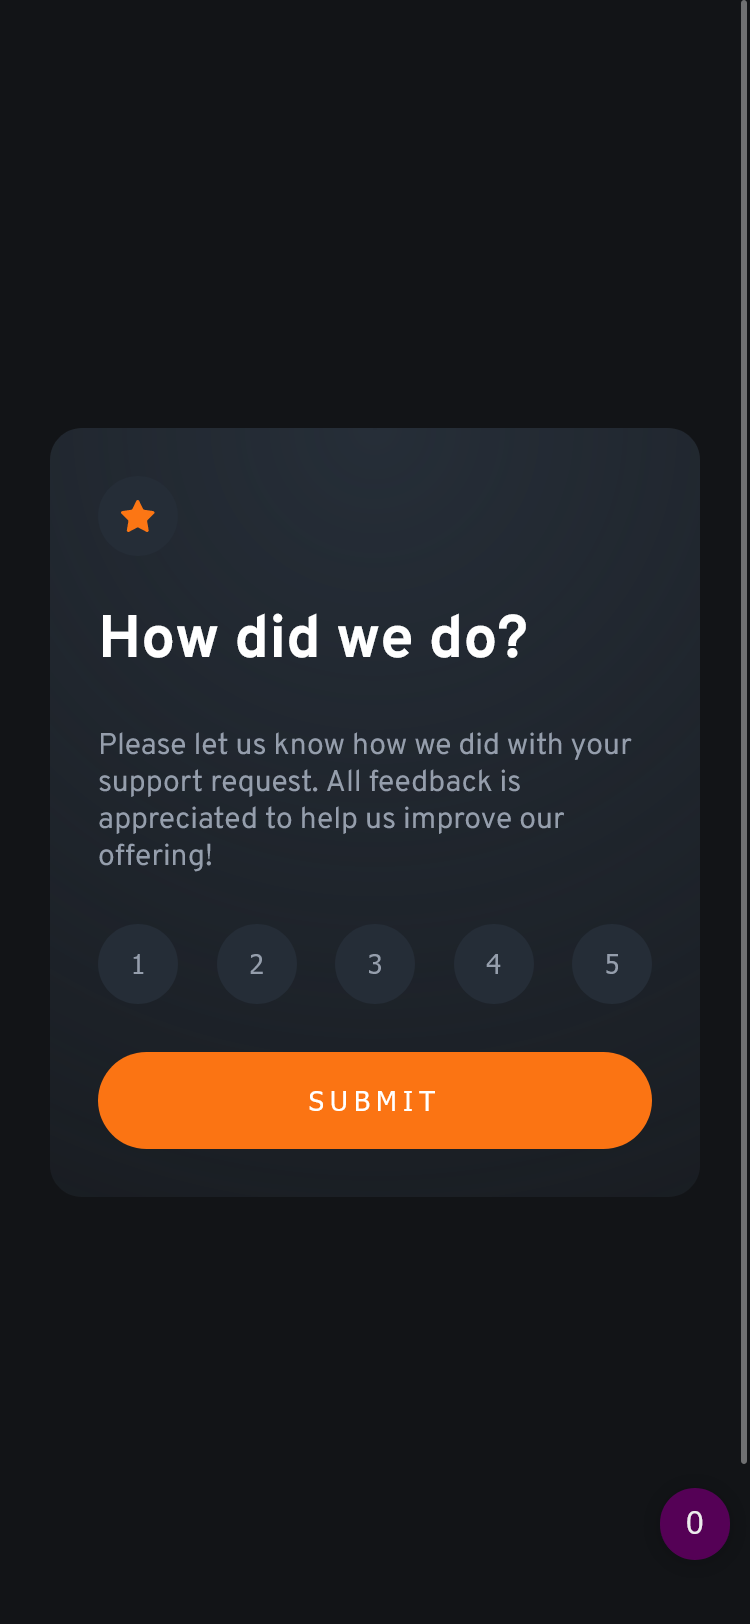 How did we do?
Please let us know how we did with your
support request. All feedback is
appreciated to help us improve our
offering!
1 2 3 4 5
SUBMIT
0